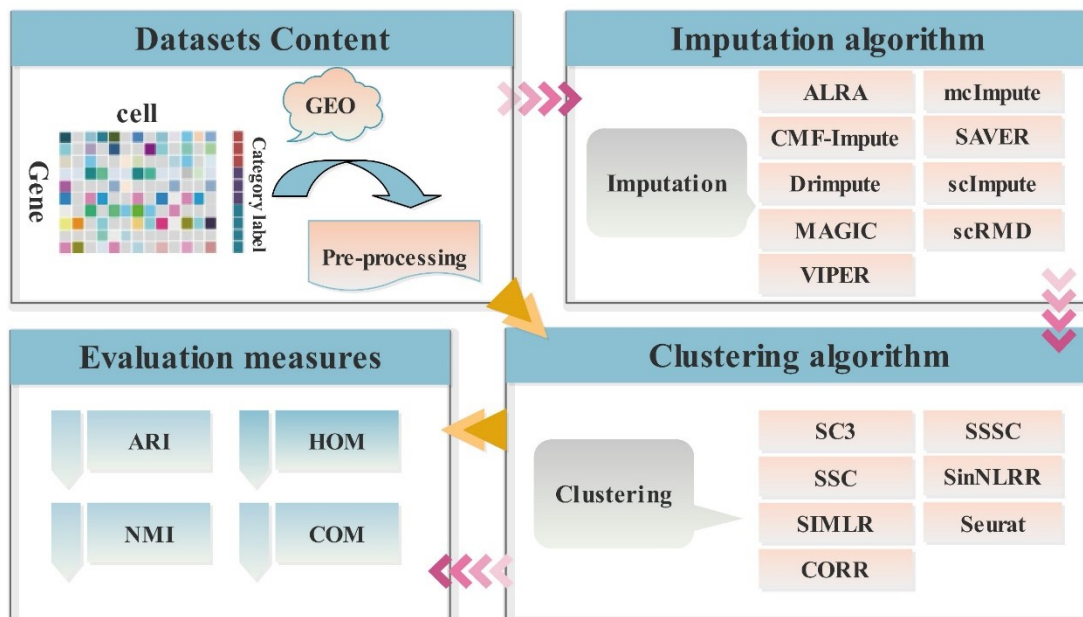 Datasets Content
GEO
cell
Gene
Category label
Pre-processing
Imputation algorithm
Imputation
ALRA
mcImpute
CMF-Impute
SAVER
Drimpute
scImpute
MAGIC
scRMD
VIPER
Evaluation measures
ARI
HOM
NMI
COM
Clustering algorithm
Clustering
SC3
SSSC
SSC
SinNLRR
SIMLR
Seurat
CORR